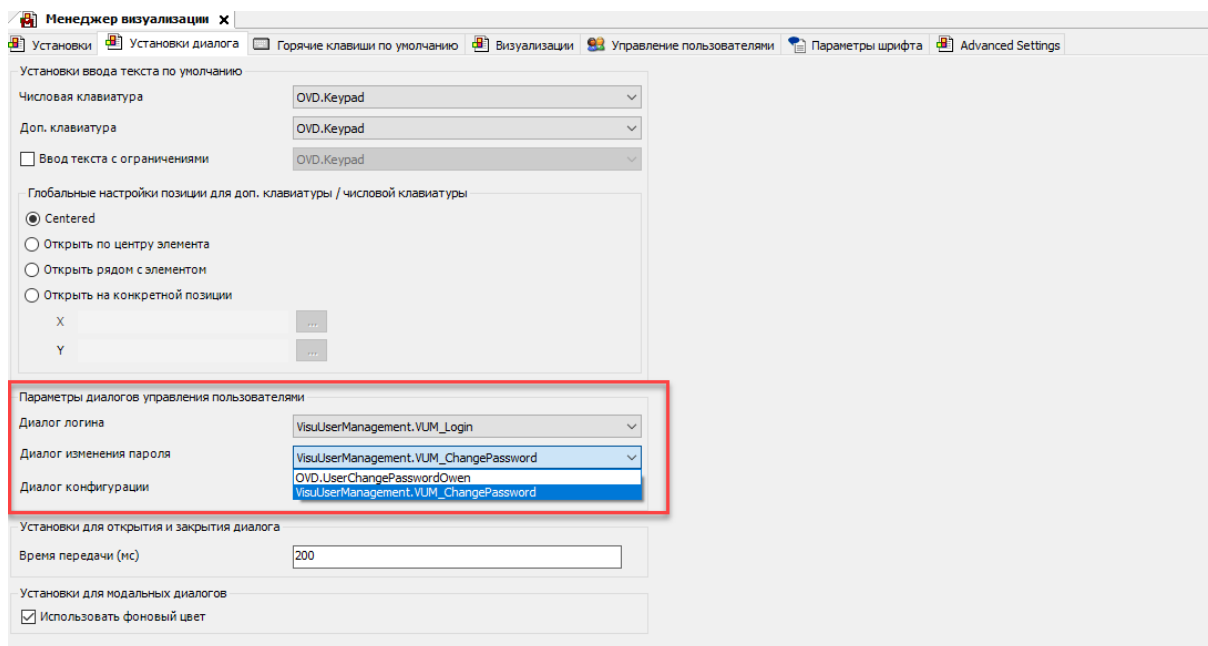 Менеджер визуализации X
Установки Установки диалога Горячие клавиши по умолчанию Визуализации Управление пользователями Параметры шрифта Advanced Settings
Установки ввода текста по умолчанию
Числовая клавиатура OVD.Keypad
Доп. клавиатура OVD.Keypad
Ввод текста с ограничениями OVD.Keypad
Глобальные настройки позиции для доп. клавиатуры / числовой клавиатуры
Centered
Открыть по центру элемента
Открыть рядом с элементом
Открыть на конкретной позиции
X ...
Y ...
Параметры диалогов управления пользователями
Диалог логина VisuUserManagement.VUM_Login
Диалог изменения пароля VisuUserManagement.VUM_ChangePassword
OVD.UserChangePasswordOwen
Диалог конфигурации VisuUserManagement.VUM_ChangePassword
Установки для открытия и закрытия диалога
Время передачи (мс) 200
Установки для модальных диалогов
Использовать фоновый цвет